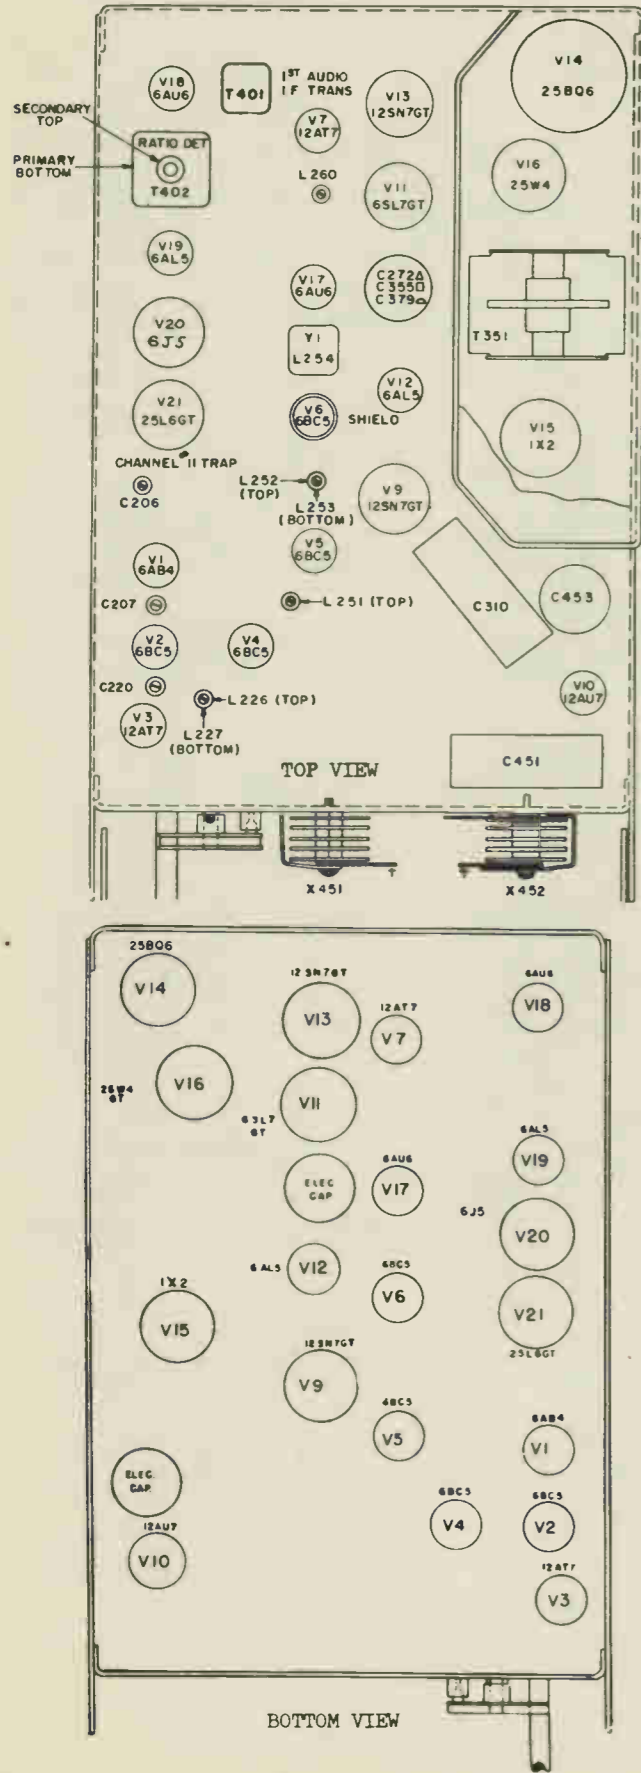 V18
6AU6
T401
1ST AUDIO
I F TRANS
V7
12AT7
V13
12SN7GT
V14
25BQ6
SECONDARY
TOP
PRIMARY
BOTTOM
RATIO DET
T402
L 260
V11
6SL7GT
V16
25W4
V19
6AL5
V17
6AU6
C272△
C355□
C379⌓
T351
V20
6J5
Y1
L254
V12
6AL5
V21
25L6GT
V6
6BC5
SHIELD
V15
1X2
CHANNEL 11 TRAP
C206
L252
(TOP)
L253
(BOTTOM)
V9
12SN7GT
V5
6BC5
V1
6AB4
C207
L251 (TOP)
C310
C453
V2
6BC5
V4
6BC5
C220
L226 (TOP)
L227
(BOTTOM)
V3
12AT7
V10
12AU7
TOP VIEW
C451
X451
X452
25BQ6
V14
12SN7GT
V13
12AT7
V7
6AU6
V18
V16
25W4
GT
V11
6SL7
GT
6AL5
V19
ELEC
CAP
6AU6
V17
6J5
V20
6AL5
V12
6BC5
V6
1X2
V15
V21
25L6GT
12SN7GT
V9
6BC5
V5
6AB4
V1
ELEC.
CAP.
6BC5
V4
6BC5
V2
12AU7
V10
12AT7
V3
BOTTOM VIEW